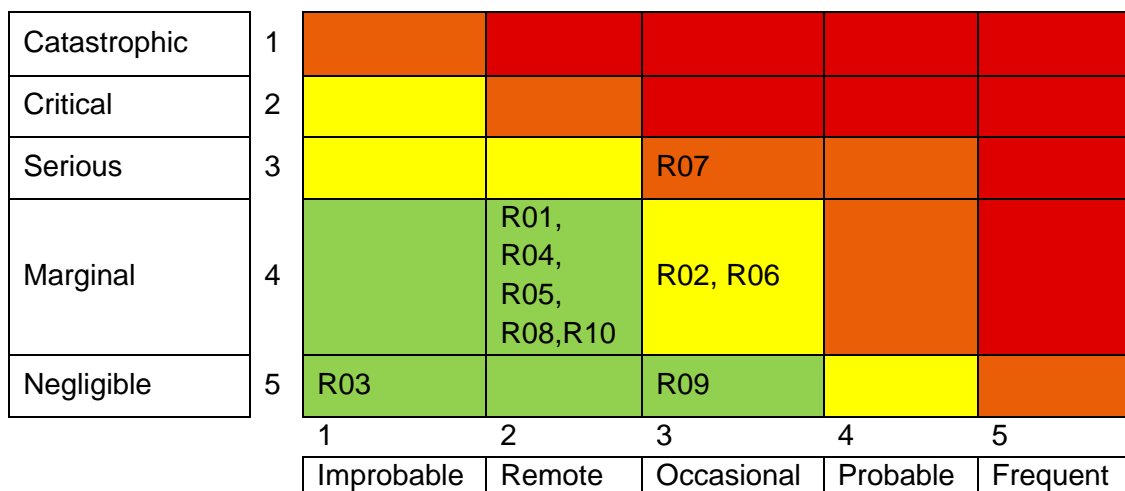 Catastrophic 1
Critical 2
Serious 3 R07
Marginal 4 R01,
R04,
R05,
R08,R10 R02, R06
Negligible 5 R03 R09
1 2 3 4 5
Improbable Remote Occasional Probable Frequent